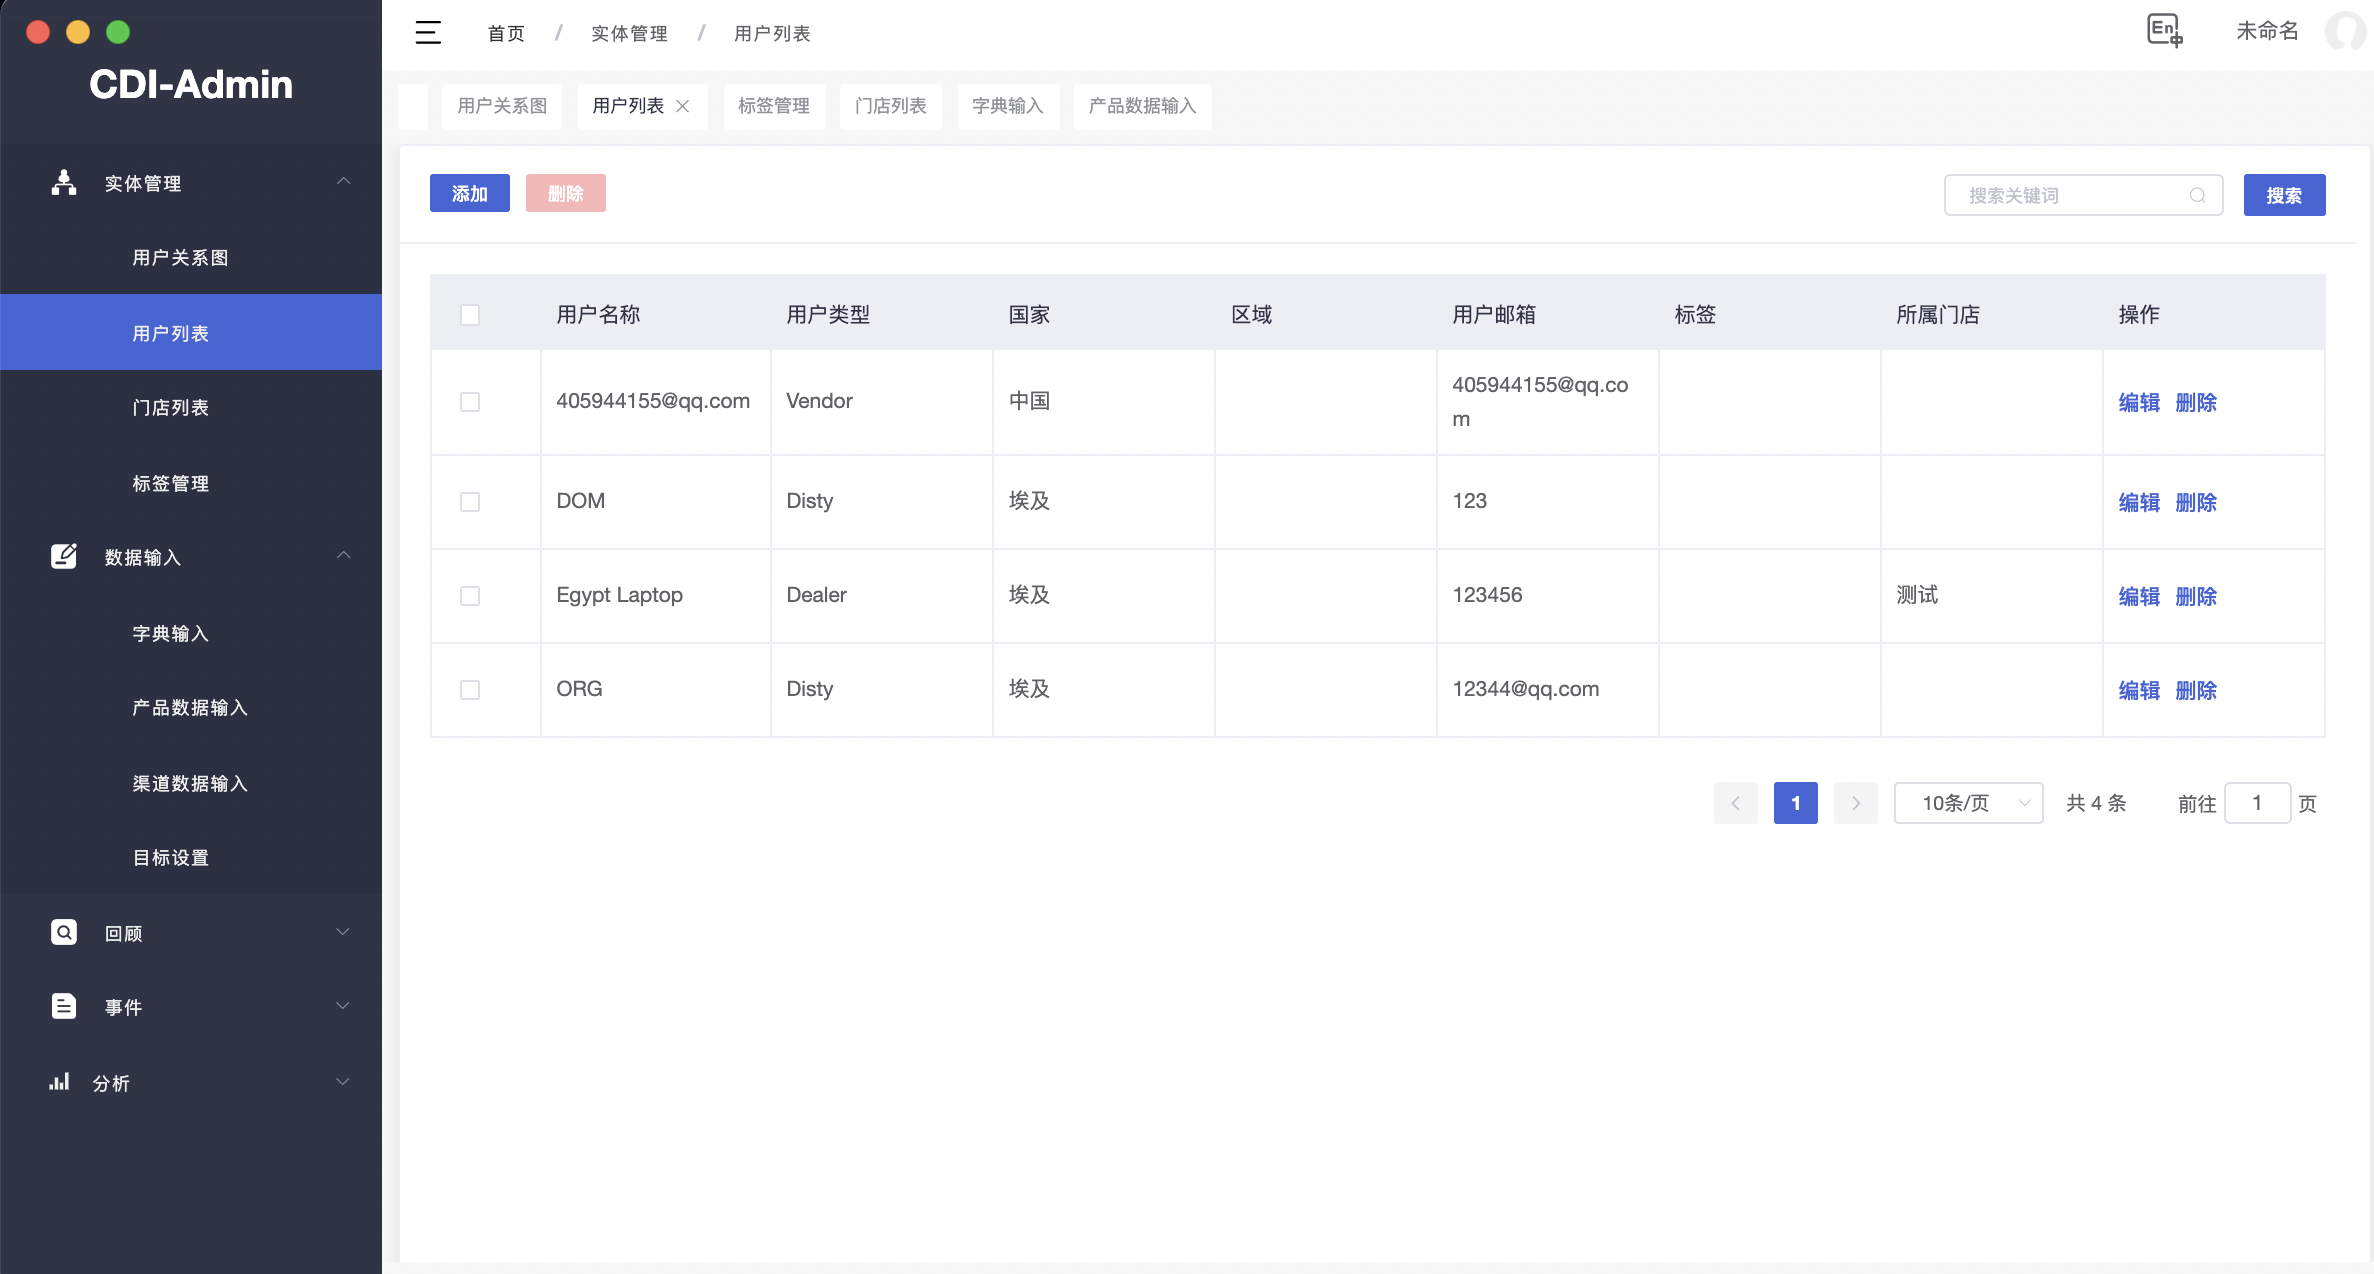 CDI-Admin
实体管理
用户关系图
用户列表
门店列表
标签管理
数据输入
字典输入
产品数据输入
渠道数据输入
目标设置
回顾
事件
分析
首页 / 实体管理 / 用户列表
En 未命名
用户关系图 用户列表 标签管理 门店列表 字典输入 产品数据输入
添加 删除 搜索关键词 搜索
用户名称 用户类型 国家 区域 用户邮箱 标签 所属门店 操作
405944155@qq.com Vendor 中国 405944155@qq.co
m 编辑 删除
DOM Disty 埃及 123 编辑 删除
Egypt Laptop Dealer 埃及 123456 测试 编辑 删除
ORG Disty 埃及 12344@qq.com 编辑 删除
1 10条/页 共 4 条 前往 1 页